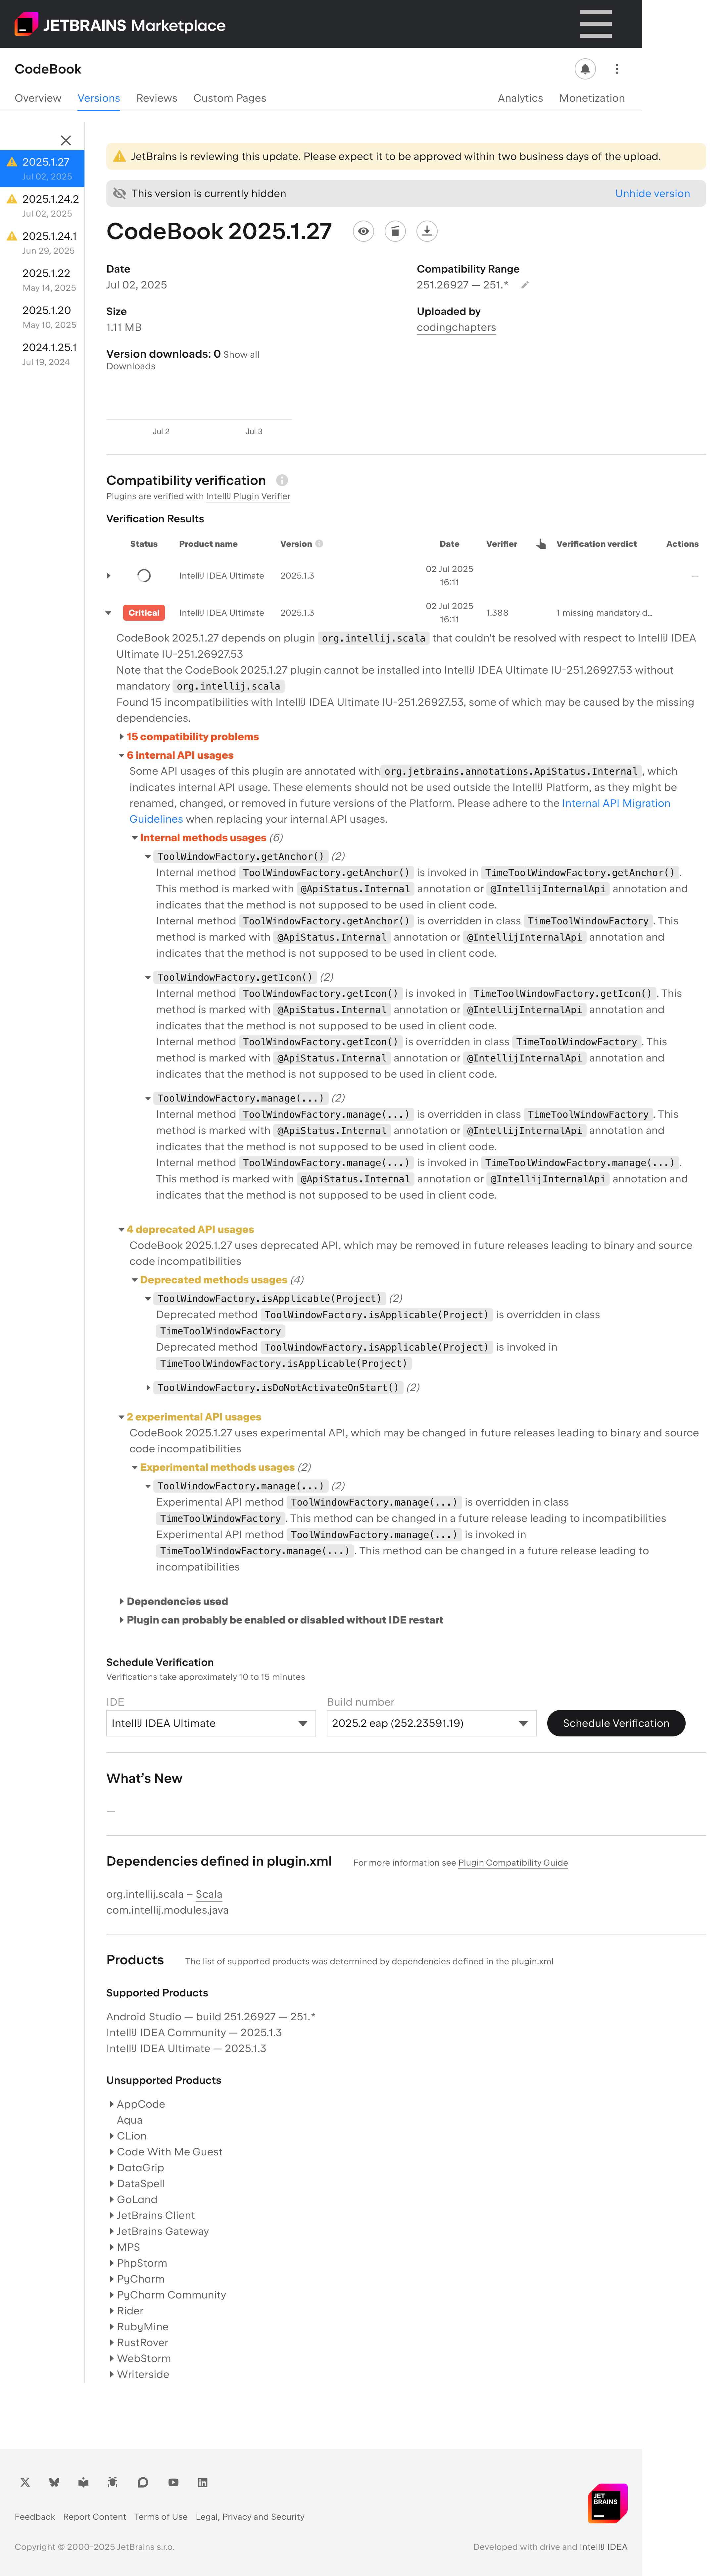 JETBRAINS Marketplace
CodeBook
Overview Versions Reviews Custom Pages Analytics Monetization
2025.1.27
Jul 02, 2025
2025.1.24.2
Jul 02, 2025
2025.1.24.1
Jun 29, 2025
2025.1.22
May 14, 2025
2025.1.20
May 10, 2025
2024.1.25.1
Jul 19, 2024
JetBrains is reviewing this update. Please expect it to be approved within two business days of the upload.
This version is currently hidden Unhide version
CodeBook 2025.1.27
Date
Jul 02, 2025
Compatibility Range
251.26927 — 251.*
Size
1.11 MB
Uploaded by
codingchapters
Version downloads: 0 Show all
Downloads
Jul 2 Jul 3
Compatibility verification
Plugins are verified with IntelliJ Plugin Verifier
Verification Results
Status Product name Version Date Verifier Verification verdict Actions
IntelliJ IDEA Ultimate 2025.1.3 02 Jul 2025 —
16:11
Critical IntelliJ IDEA Ultimate 2025.1.3 02 Jul 2025 1.388 1 missing mandatory d...
16:11
CodeBook 2025.1.27 depends on plugin org.intellij.scala that couldn't be resolved with respect to IntelliJ IDEA
Ultimate IU-251.26927.53
Note that the CodeBook 2025.1.27 plugin cannot be installed into IntelliJ IDEA Ultimate IU-251.26927.53 without
mandatory org.intellij.scala
Found 15 incompatibilities with IntelliJ IDEA Ultimate IU-251.26927.53, some of which may be caused by the missing
dependencies.
15 compatibility problems
6 internal API usages
Some API usages of this plugin are annotated with org.jetbrains.annotations.ApiStatus.Internal, which
indicates internal API usage. These elements should not be used outside the IntelliJ Platform, as they might be
renamed, changed, or removed in future versions of the Platform. Please adhere to the Internal API Migration
Guidelines when replacing your internal API usages.
Internal methods usages (6)
ToolWindowFactory.getAnchor() (2)
Internal method ToolWindowFactory.getAnchor() is invoked in TimeToolWindowFactory.getAnchor().
This method is marked with @ApiStatus.Internal annotation or @IntellijInternalApi annotation and
indicates that the method is not supposed to be used in client code.
Internal method ToolWindowFactory.getAnchor() is overridden in class TimeToolWindowFactory. This
method is marked with @ApiStatus.Internal annotation or @IntellijInternalApi annotation and
indicates that the method is not supposed to be used in client code.
ToolWindowFactory.getIcon() (2)
Internal method ToolWindowFactory.getIcon() is invoked in TimeToolWindowFactory.getIcon(). This
method is marked with @ApiStatus.Internal annotation or @IntellijInternalApi annotation and
indicates that the method is not supposed to be used in client code.
Internal method ToolWindowFactory.getIcon() is overridden in class TimeToolWindowFactory. This
method is marked with @ApiStatus.Internal annotation or @IntellijInternalApi annotation and
indicates that the method is not supposed to be used in client code.
ToolWindowFactory.manage(...) (2)
Internal method ToolWindowFactory.manage(...) is overridden in class TimeToolWindowFactory. This
method is marked with @ApiStatus.Internal annotation or @IntellijInternalApi annotation and
indicates that the method is not supposed to be used in client code.
Internal method ToolWindowFactory.manage(...) is invoked in TimeToolWindowFactory.manage(...).
This method is marked with @ApiStatus.Internal annotation or @IntellijInternalApi annotation and
indicates that the method is not supposed to be used in client code.
4 deprecated API usages
CodeBook 2025.1.27 uses deprecated API, which may be removed in future releases leading to binary and source
code incompatibilities
Deprecated methods usages (4)
ToolWindowFactory.isApplicable(Project) (2)
Deprecated method ToolWindowFactory.isApplicable(Project) is overridden in class
TimeToolWindowFactory
Deprecated method ToolWindowFactory.isApplicable(Project) is invoked in
TimeToolWindowFactory.isApplicable(Project)
ToolWindowFactory.isDoNotActivateOnStart() (2)
2 experimental API usages
CodeBook 2025.1.27 uses experimental API, which may be changed in future releases leading to binary and source
code incompatibilities
Experimental methods usages (2)
ToolWindowFactory.manage(...) (2)
Experimental API method ToolWindowFactory.manage(...) is overridden in class
TimeToolWindowFactory. This method can be changed in a future release leading to incompatibilities
Experimental API method ToolWindowFactory.manage(...) is invoked in
TimeToolWindowFactory.manage(...). This method can be changed in a future release leading to
incompatibilities
Dependencies used
Plugin can probably be enabled or disabled without IDE restart
Schedule Verification
Verifications take approximately 10 to 15 minutes
IDE Build number
IntelliJ IDEA Ultimate 2025.2 eap (252.23591.19) Schedule Verification
What's New
—
Dependencies defined in plugin.xml For more information see Plugin Compatibility Guide
org.intellij.scala – Scala
com.intellij.modules.java
Products The list of supported products was determined by dependencies defined in the plugin.xml
Supported Products
Android Studio — build 251.26927 — 251.*
IntelliJ IDEA Community — 2025.1.3
IntelliJ IDEA Ultimate — 2025.1.3
Unsupported Products
AppCode
Aqua
CLion
Code With Me Guest
DataGrip
DataSpell
GoLand
JetBrains Client
JetBrains Gateway
MPS
PhpStorm
PyCharm
PyCharm Community
Rider
RubyMine
RustRover
WebStorm
Writerside
JET
BRAINS
Feedback Report Content Terms of Use Legal, Privacy and Security
Copyright © 2000-2025 JetBrains s.r.o. Developed with drive and IntelliJ IDEA